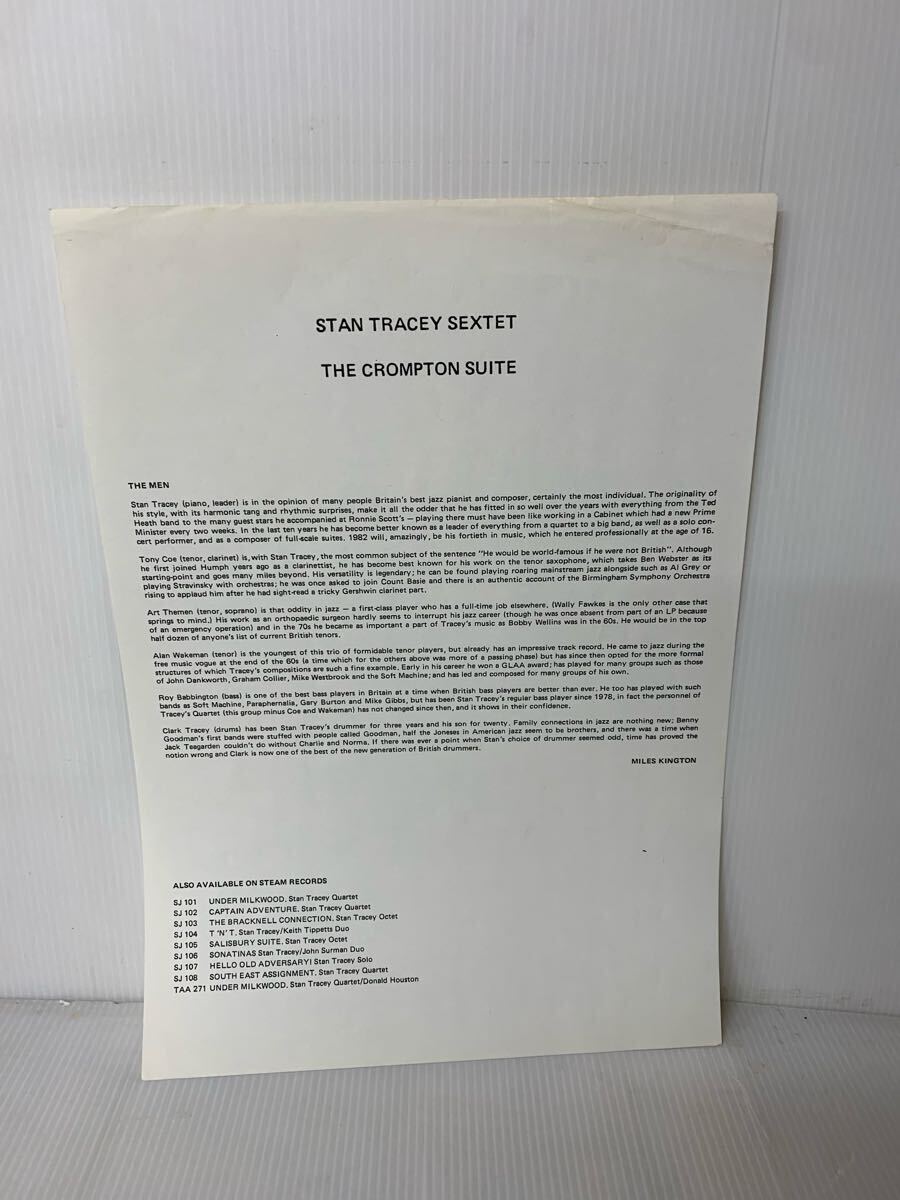 STAN TRACEY SEXTET
THE CROMPTON SUITE
THE MEN
Stan Tracey (piano, leader) is in the opinion of many people Britain's best jazz pianist and composer, certainly the most individual. The originality of
his style, with its harmonic tang and rhythmic surprises, make it all the odder that he has fitted in so well over the years with everything from the Ted
Heath band to the many guest stars he accompanied at Ronnie Scott's — playing there must have been like working in a Cabinet which had a new Prime
Minister every two weeks. In the last ten years he has become better known as a leader of everything from a quartet to a big band, as well as a solo con-
cert performer, and as a composer of full-scale suites. 1982 will, amazingly, be his fortieth in music, which he entered professionally at the age of 16.
Tony Coe (tenor, clarinet) is, with Stan Tracey, the most common subject of the sentence "He would be world-famous if he were not British". Although
he first joined Humph years ago as a clarinettist, he has become best known for his work on the tenor saxophone, which takes Ben Webster as its
starting-point and goes many miles beyond. His versatility is legendary; he can be found playing roaring mainstream jazz alongside such as Al Grey or
playing Stravinsky with orchestras; he was once asked to join Count Basie and there is an authentic account of the Birmingham Symphony Orchestra
rising to applaud him after he had sight-read a tricky Gershwin clarinet part.
Art Themen (tenor, soprano) is that oddity in jazz — a first-class player who has a full-time job elsewhere. (Wally Fawkes is the only other case that
springs to mind.) His work as an orthopaedic surgeon hardly seems to interrupt his jazz career (though he was once absent from part of an LP because
of an emergency operation) and in the 70s he became as important a part of Tracey's music as Bobby Wellins was in the 60s. He would be in the top
half dozen of anyone's list of current British tenors.
Alan Wakeman (tenor) is the youngest of this trio of formidable tenor players, but already has an impressive track record. He came to jazz during the
free music vogue at the end of the 60s (a time which for the others above was more of a passing phase) but has since then opted for the more formal
structures of which Tracey's compositions are such a fine example. Early in his career he won a GLAA award; has played for many groups such as those
of John Dankworth, Graham Collier, Mike Westbrook and the Soft Machine; and has led and composed for many groups of his own.
Roy Babbington (bass) is one of the best bass players in Britain at a time when British bass players are better than ever. He too has played with such
bands as Soft Machine, Paraphernalia, Gary Burton and Mike Gibbs, but has been Stan Tracey's regular bass player since 1978, in fact the personnel of
Tracey's Quartet (this group minus Coe and Wakeman) has not changed since then, and it shows in their confidence.
Clark Tracey (drums) has been Stan Tracey's drummer for three years and his son for twenty. Family connections in jazz are nothing new; Benny
Goodman's first bands were stuffed with people called Goodman, half the Joneses in American jazz seem to be brothers, and there was a time when
Jack Teagarden couldn't do without Charlie and Norma. If there was ever a point when Stan's choice of drummer seemed odd, time has proved the
notion wrong and Clark is now one of the best of the new generation of British drummers.
MILES KINGTON
ALSO AVAILABLE ON STEAM RECORDS
SJ 101 UNDER MILKWOOD. Stan Tracey Quartet
SJ 102 CAPTAIN ADVENTURE. Stan Tracey Quartet
SJ 103 THE BRACKNELL CONNECTION. Stan Tracey Octet
SJ 104 T 'N' T. Stan Tracey/Keith Tippetts Duo
SJ 105 SALISBURY SUITE. Stan Tracey Octet
SJ 106 SONATINAS Stan Tracey/John Surman Duo
SJ 107 HELLO OLD ADVERSARY! Stan Tracey Solo
SJ 108 SOUTH EAST ASSIGNMENT. Stan Tracey Quartet
TAA 271 UNDER MILKWOOD. Stan Tracey Quartet/Donald Houston